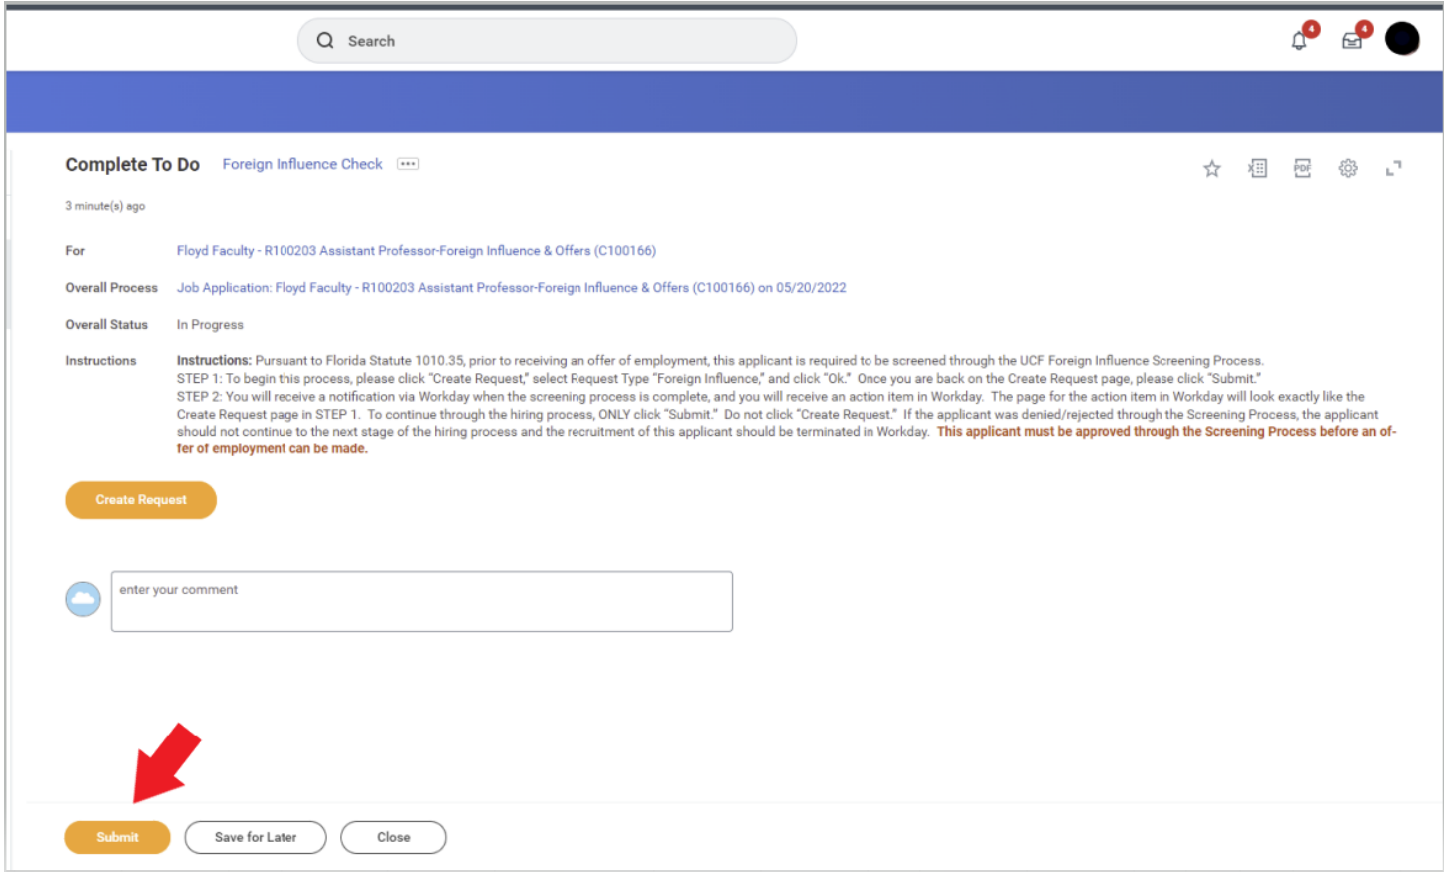 Search
4
4
Complete To Do Foreign Influence Check
PDF
3 minute(s) ago
For Floyd Faculty - R100203 Assistant Professor-Foreign Influence & Offers (C100166)
Overall Process Job Application: Floyd Faculty - R100203 Assistant Professor-Foreign Influence & Offers (C100166) on 05/20/2022
Overall Status In Progress
Instructions Instructions: Pursuant to Florida Statute 1010.35, prior to receiving an offer of employment, this applicant is required to be screened through the UCF Foreign Influence Screening Process.
STEP 1: To begin this process, please click “Create Request,” select Request Type “Foreign Influence,” and click “Ok.” Once you are back on the Create Request page, please click “Submit.”
STEP 2: You will receive a notification via Workday when the screening process is complete, and you will receive an action item in Workday. The page for the action item in Workday will look exactly like the
Create Request page in STEP 1. To continue through the hiring process, ONLY click “Submit.” Do not click “Create Request.” If the applicant was denied/rejected through the Screening Process, the applicant
should not continue to the next stage of the hiring process and the recruitment of this applicant should be terminated in Workday. This applicant must be approved through the Screening Process before an of-
fer of employment can be made.
Create Request
enter your comment
Submit Save for Later Close